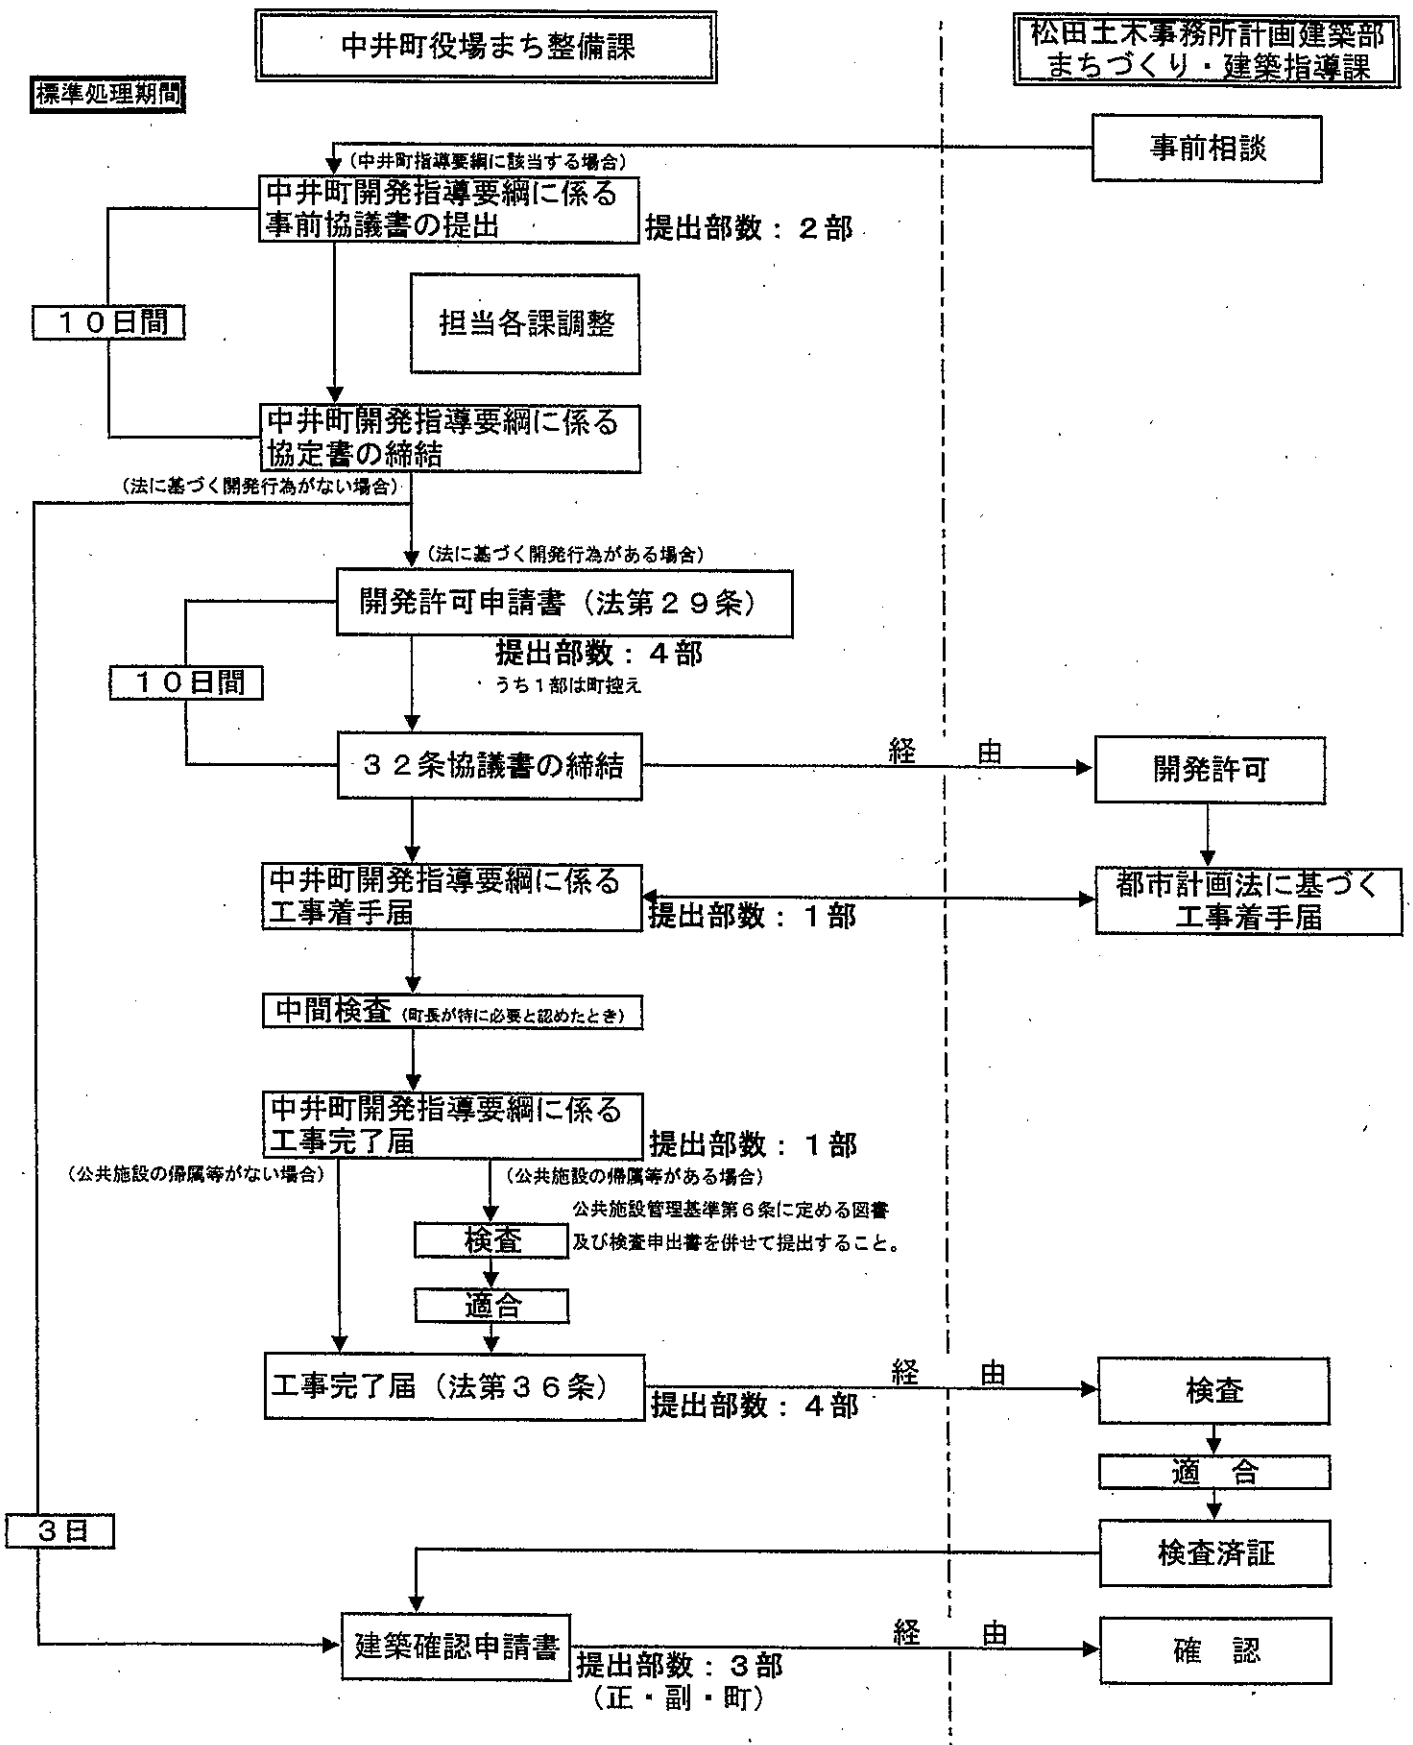 中井町役場まち整備課
松田土木事務所計画建築部
まちづくり・建築指導課
標準処理期間
事前相談
(中井町指導要綱に該当する場合)
中井町開発指導要綱に係る
事前協議書の提出
提出部数：２部
１０日間
担当各課調整
中井町開発指導要綱に係る
協定書の締結
(法に基づく開発行為がない場合)
(法に基づく開発行為がある場合)
開発許可申請書（法第２９条）
提出部数：４部
うち１部は町控え
１０日間
３２条協議書の締結
経　由
開発許可
中井町開発指導要綱に係る
工事着手届
提出部数：１部
都市計画法に基づく
工事着手届
中間検査（町長が特に必要と認めたとき）
中井町開発指導要綱に係る
工事完了届
提出部数：１部
(公共施設の帰属等がない場合)
(公共施設の帰属等がある場合)
公共施設管理基準第６条に定める図書
及び検査申出書を併せて提出すること。
検査
適合
工事完了届（法第３６条）
提出部数：４部
経　由
検査
適　合
３日
検査済証
建築確認申請書
提出部数：３部
（正・副・町）
経　由
確　認